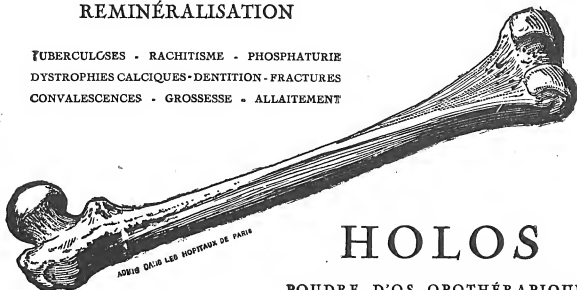 REMINÉRALISATION
TUBERCULOSES - RACHITISME - PHOSPHATURIE
DYSTROPHIES CALCIQUES - DENTITION - FRACTURES
CONVALESCENCES - GROSSESSE - ALLAITEMENT
ADMIS DANS LES HOPITAUX DE PARIS
HOLOS
POUDRE D'OS OPOTHÉRAPIQUE